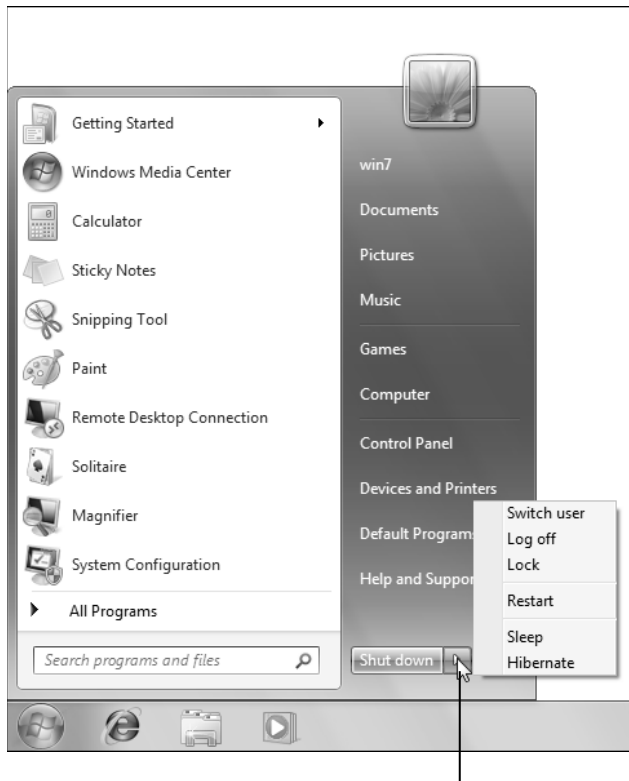 Getting Started
Windows Media Center
Calculator
Sticky Notes
Snipping Tool
Paint
Remote Desktop Connection
Solitaire
Magnifier
System Configuration
All Programs
Search programs and files
win7
Documents
Pictures
Music
Games
Computer
Control Panel
Devices and Printers
Default Program
Help and Suppor
Shut down
Switch user
Log off
Lock
Restart
Sleep
Hibernate